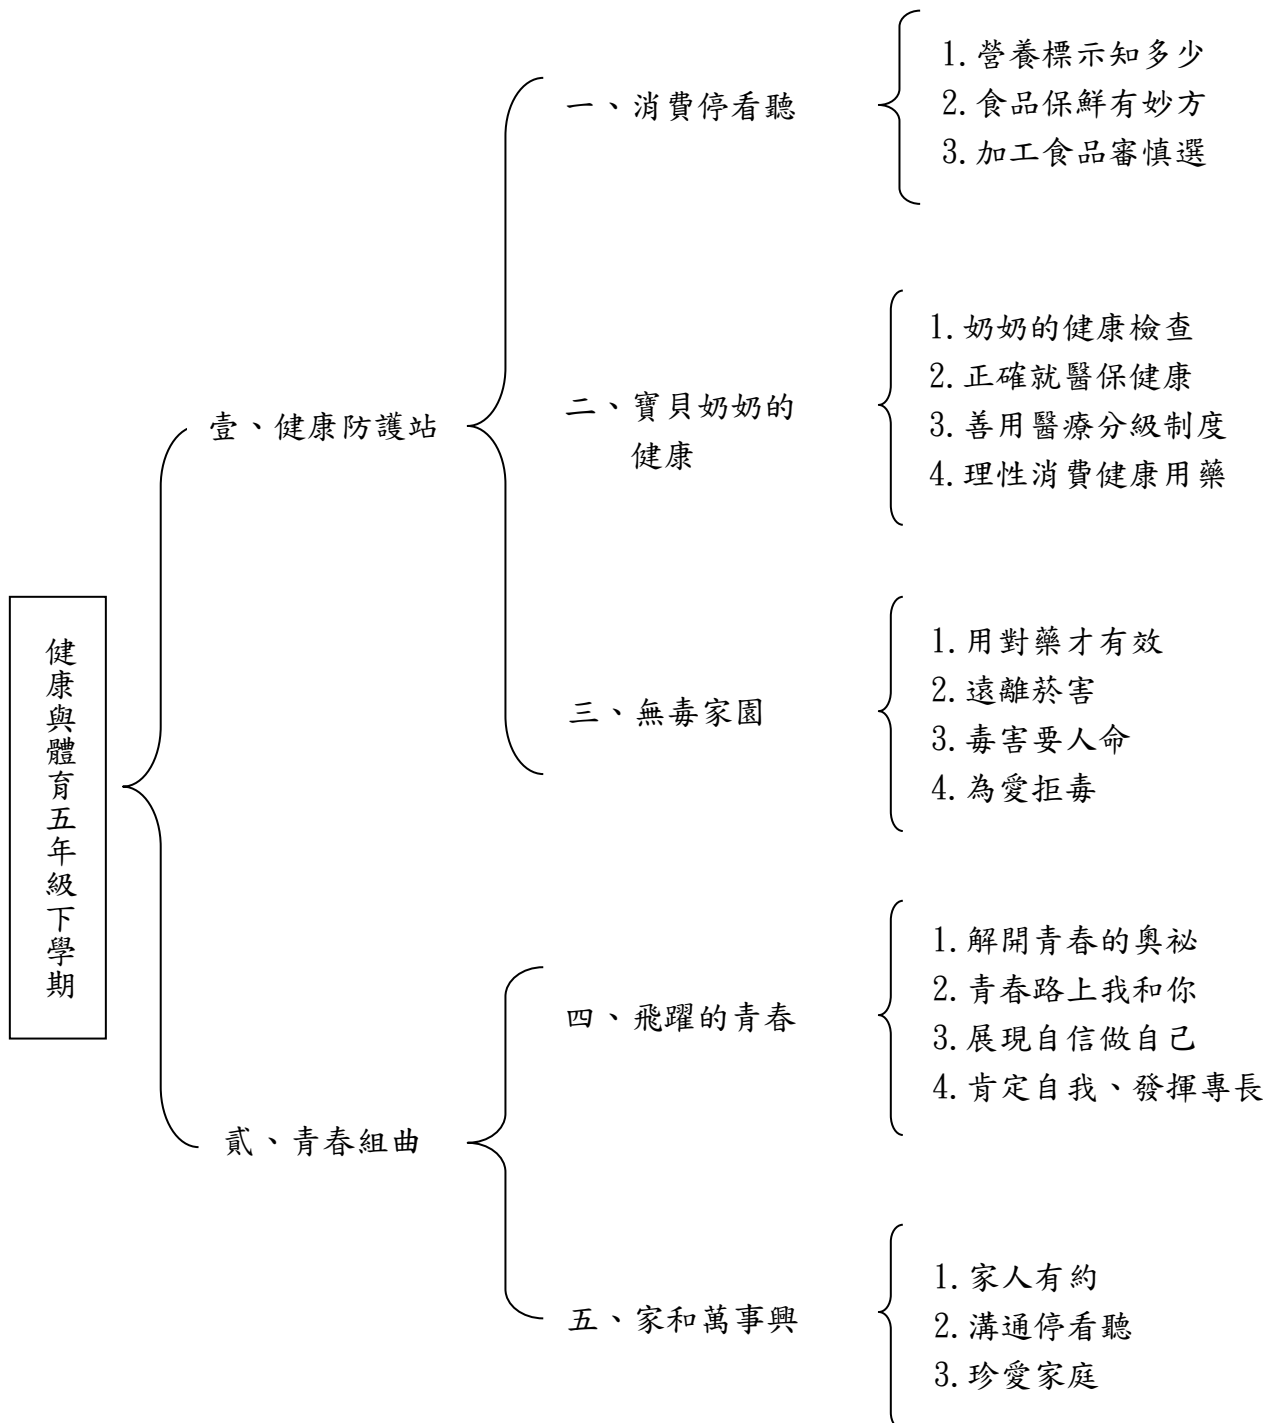 健康與體育五年級下學期
壹、健康防護站
一、消費停看聽
1.營養標示知多少
2.食品保鮮有妙方
3.加工食品審慎選
二、寶貝奶奶的
健康
1.奶奶的健康檢查
2.正確就醫保健康
3.善用醫療分級制度
4.理性消費健康用藥
三、無毒家園
1.用對藥才有效
2.遠離菸害
3.毒害要人命
4.為愛拒毒
貳、青春組曲
四、飛躍的青春
1.解開青春的奧祕
2.青春路上我和你
3.展現自信做自己
4.肯定自我、發揮專長
五、家和萬事興
1.家人有約
2.溝通停看聽
3.珍愛家庭